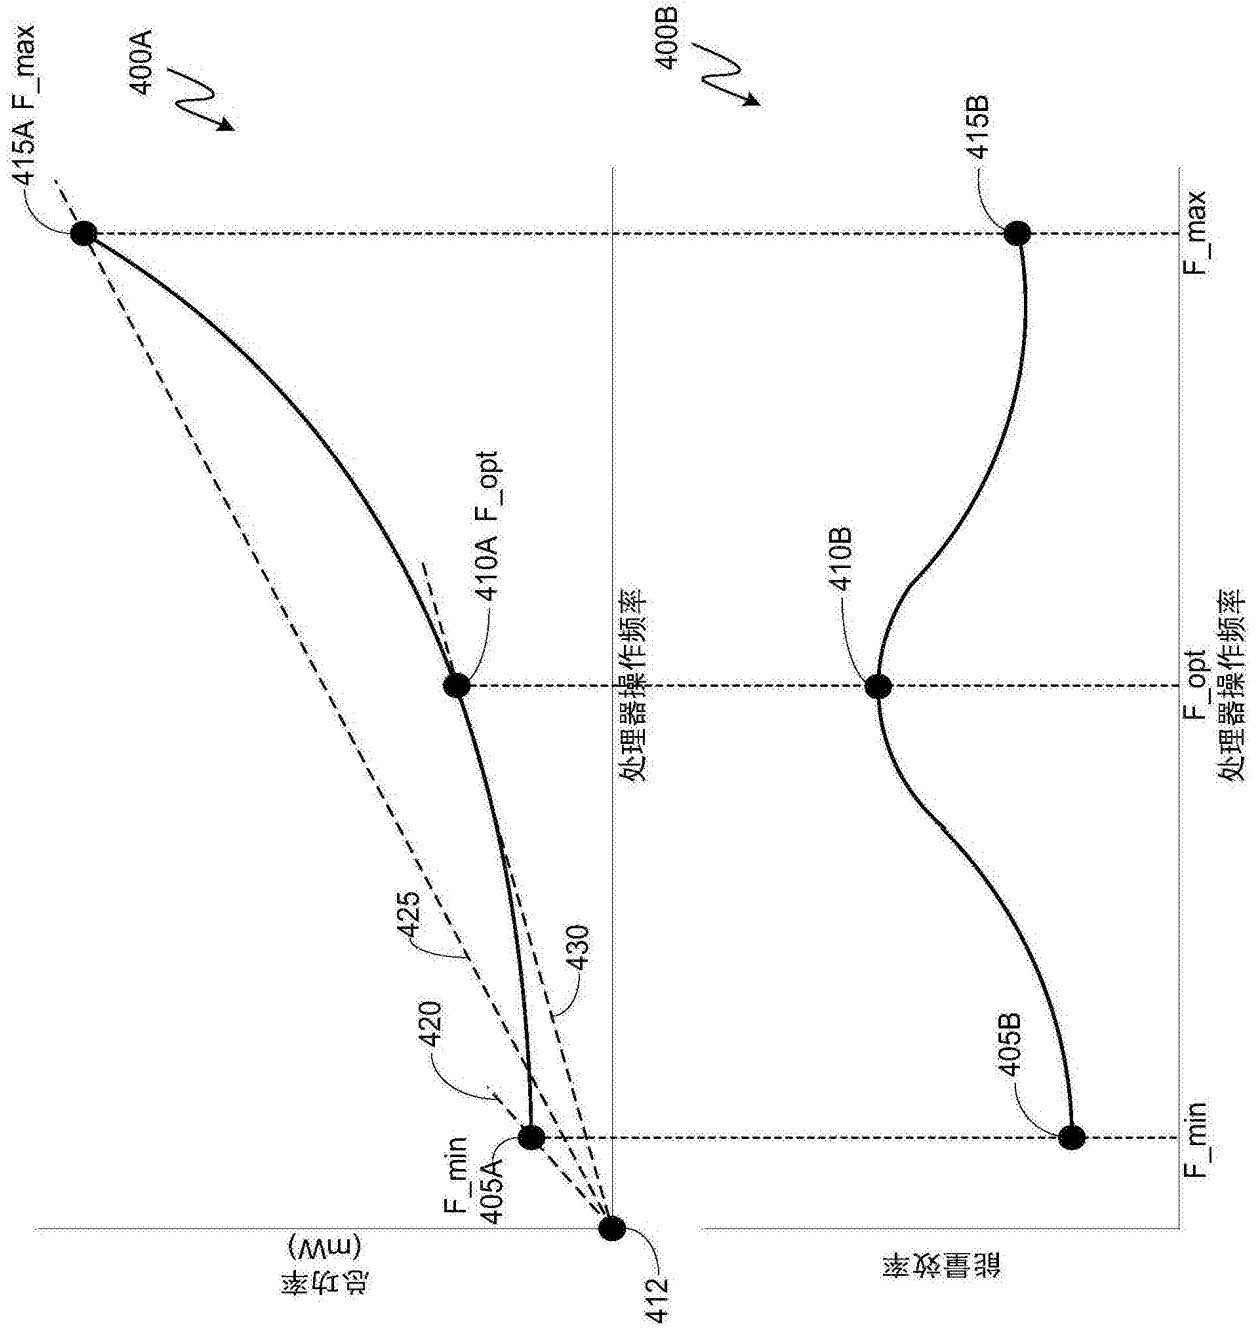 415A F_max
400A
425
420
F_min
405A
430
410A F_opt
412
总功率
(mW)
处理器操作频率
400B
415B
410B
405B
能量效率
F_min
F_opt
F_max
处理器操作频率